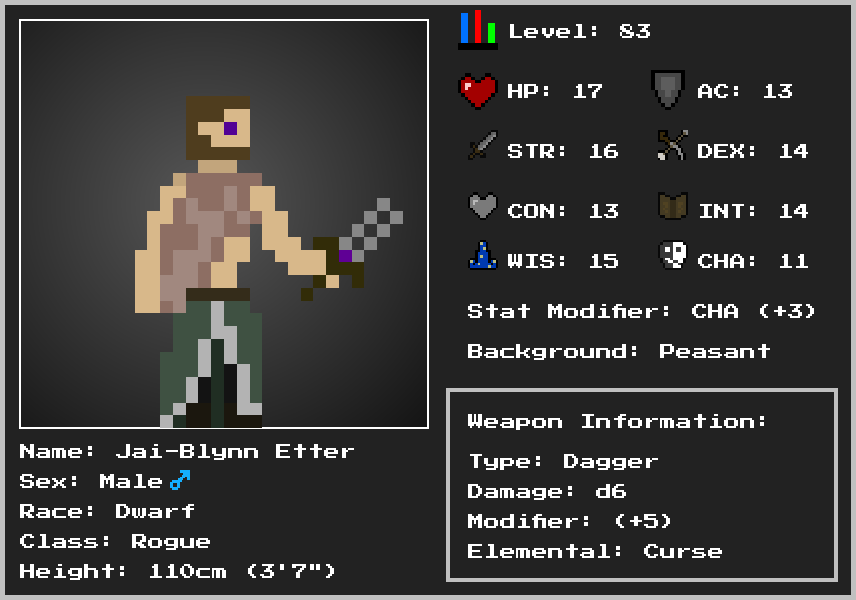 Level: 83
HP: 17
AC: 13
STR: 16
DEX: 14
CON: 13
INT: 14
WIS: 15
CHA: 11
Stat Modifier: CHA (+3)
Background: Peasant
Weapon Information:
Type: Dagger
Damage: d6
Modifier: (+5)
Elemental: Curse
Name: Jai-Blynn Etter
Sex: Male♂
Race: Dwarf
Class: Rogue
Height: 110cm (3'7")